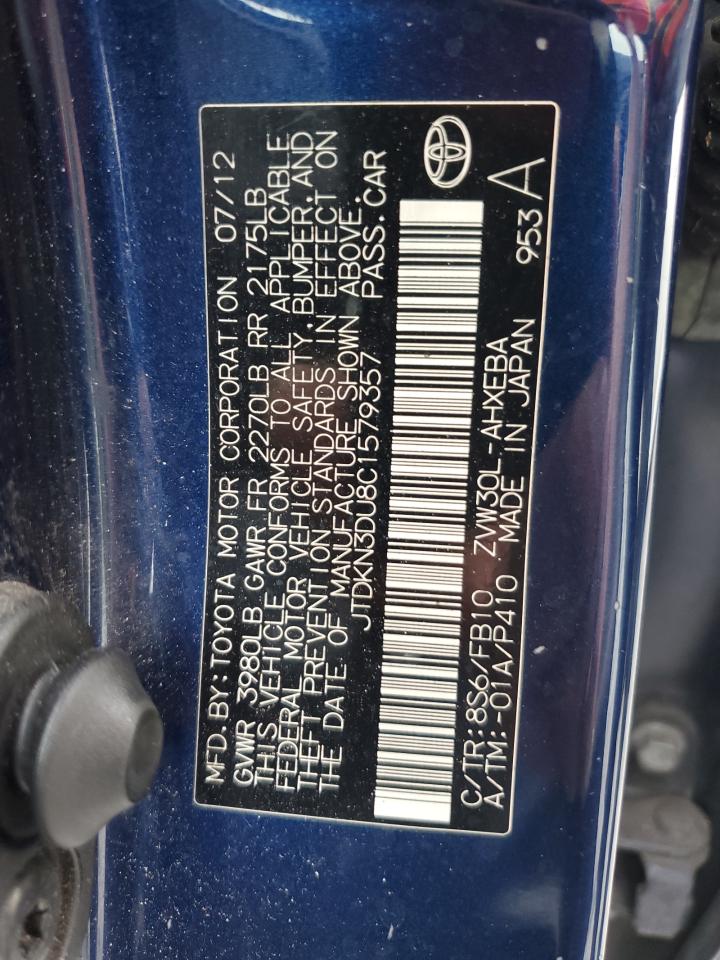 MFD. BY: TOYOTA MOTOR CORPORATION 07/12
GVWR 3980LB GAWR FR 2270LB RR 2175LB
THIS VEHICLE CONFORMS TO ALL APPLICABLE
FEDERAL MOTOR VEHICLE SAFETY, BUMPER, AND
THEFT PREVENTION STANDARDS IN EFFECT ON
THE DATE OF MANUFACTURE SHOWN ABOVE.
JTDKN3DU8C1579357 PASS. CAR
C/TR: 8S6/FB10 ZVW30L-AHXEBA 953 A
A/TM: -01A/P410 MADE IN JAPAN